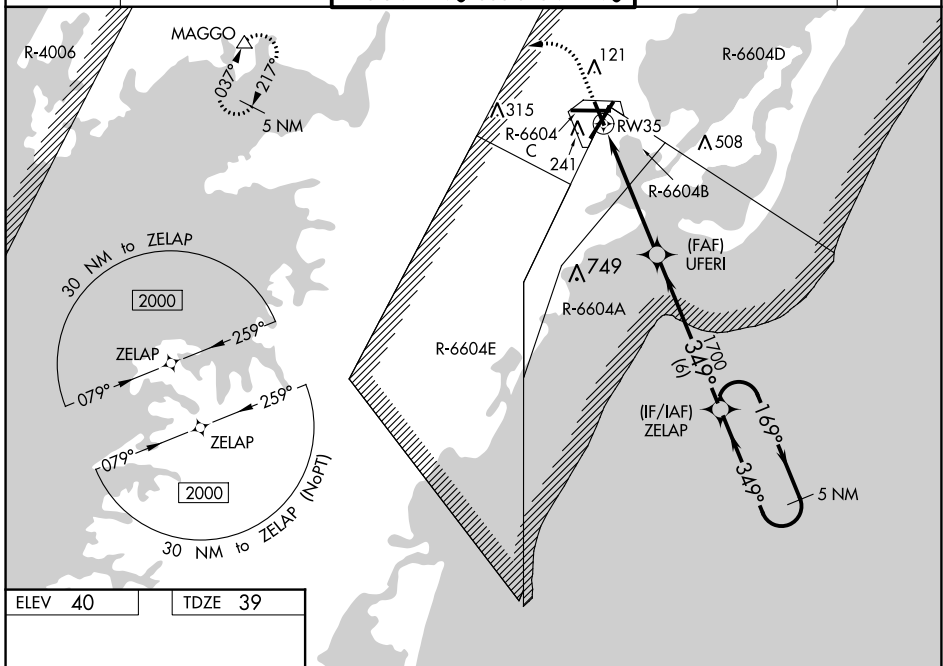 R-4006
MAGGO
037°
217°
5 NM
121
R-6604D
315
R-6604
C
241
RW35
508
R-6604B
30 NM to ZELAP
2000
259°
ZELAP
079°
(FAF)
UFERI
749
R-6604A
R-6604E
1700
349°
(6)
259°
ZELAP
079°
2000
30 NM to ZELAP (NoPT)
(IF/IAF)
ZELAP
169°
349°
5 NM
ELEV 40
TDZE 39